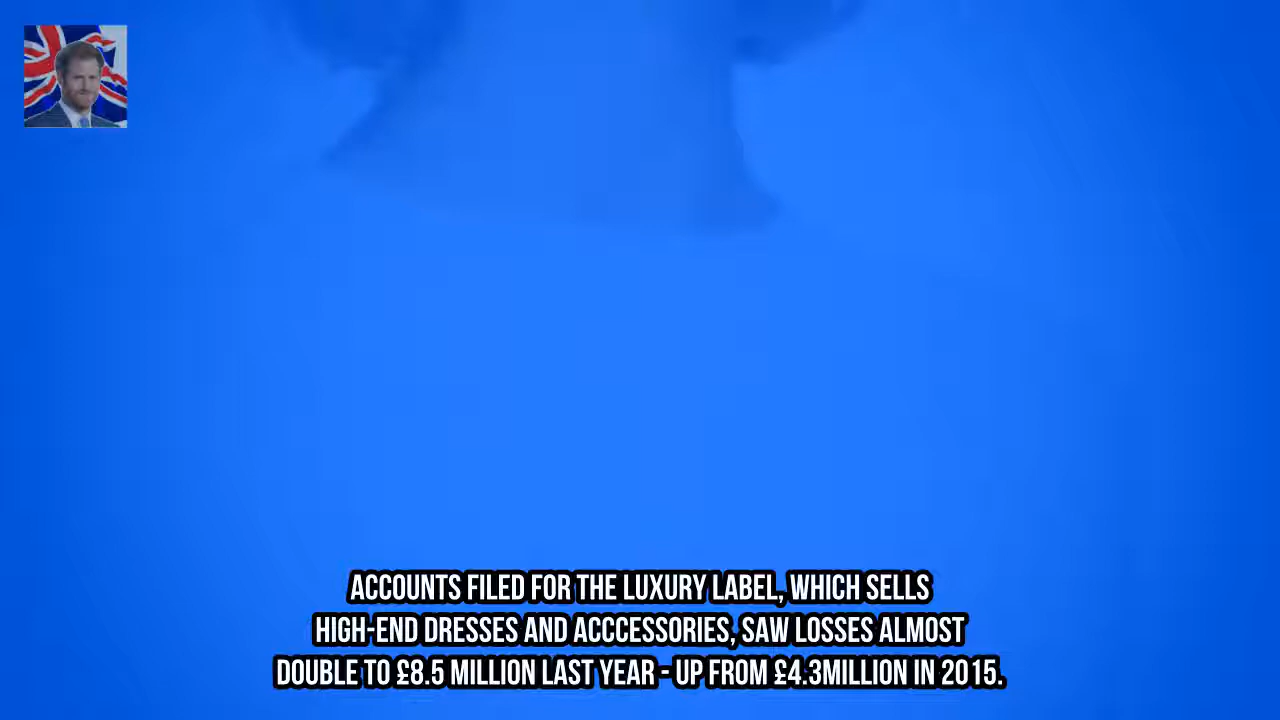 ACCOUNTS FILED FOR THE LUXURY LABEL, WHICH SELLS
HIGH-END DRESSES AND ACCCESSORIES, SAW LOSSES ALMOST
DOUBLE TO £8.5 MILLION LAST YEAR - UP FROM £4.3MILLION IN 2015.